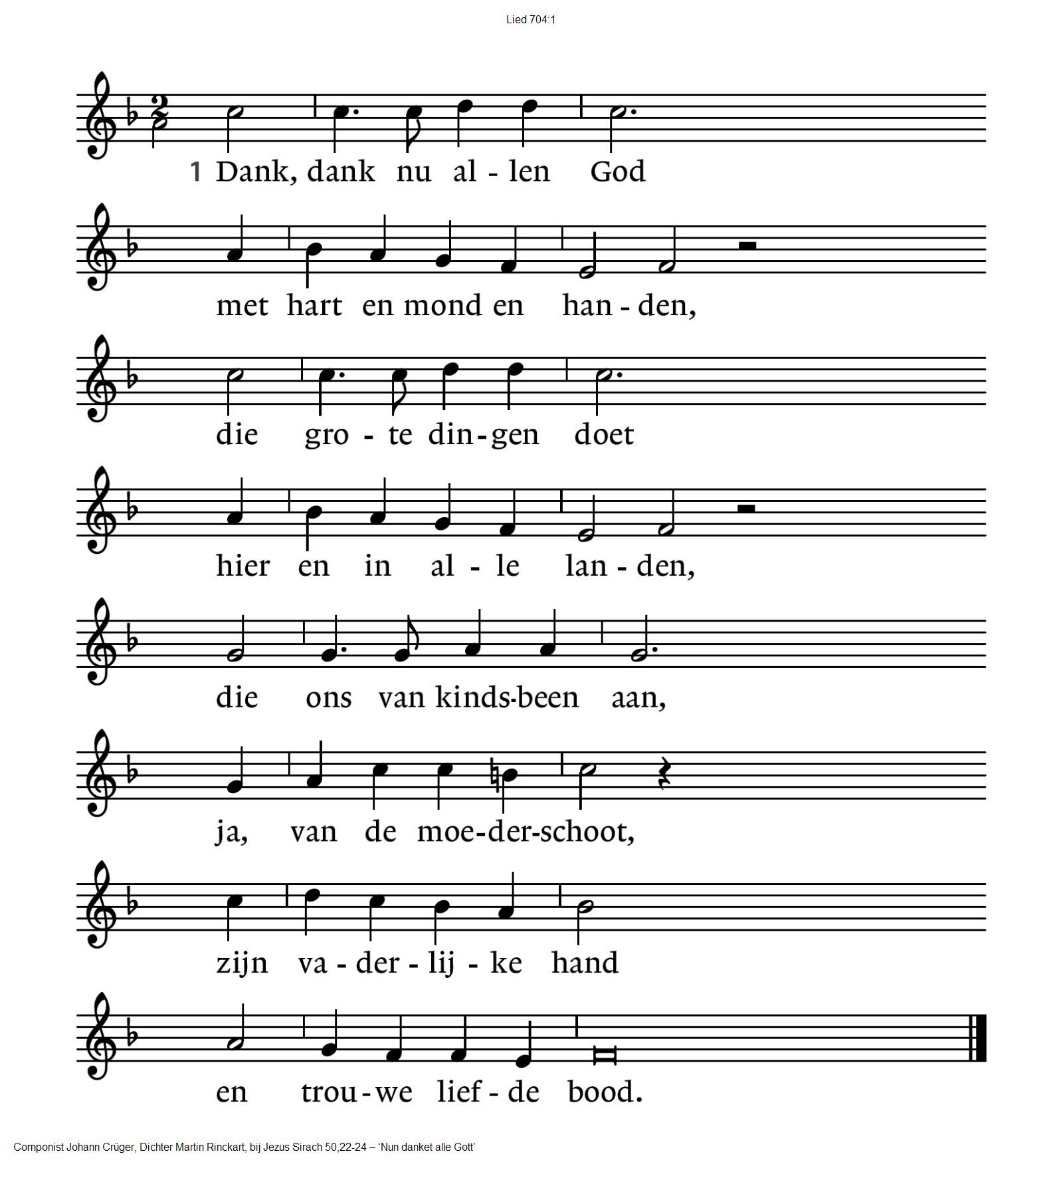 Lied 704:1
1 Dank, dank nu al - len God
met hart en mond en han - den,
die gro - te din - gen doet
hier en in al - le lan - den,
die ons van kinds-been aan,
ja, van de moe-der-schoot,
zijn va - der - lij - ke hand
en trou-we lief - de bood.
Componist Johann Crüger, Dichter Martin Rinckart, bij Jezus Sirach 50,22-24 – ‘Nun danket alle Gott’